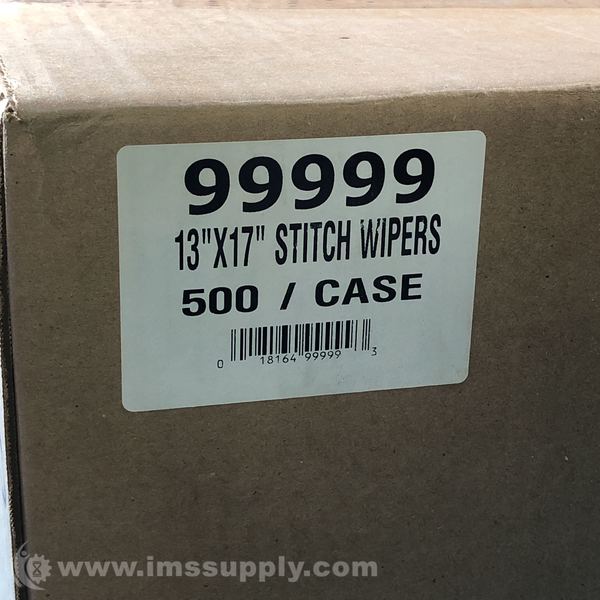 99999
13"X17" STITCH WIPERS
500 / CASE
0 18164 99999 3
www.imssupply.com